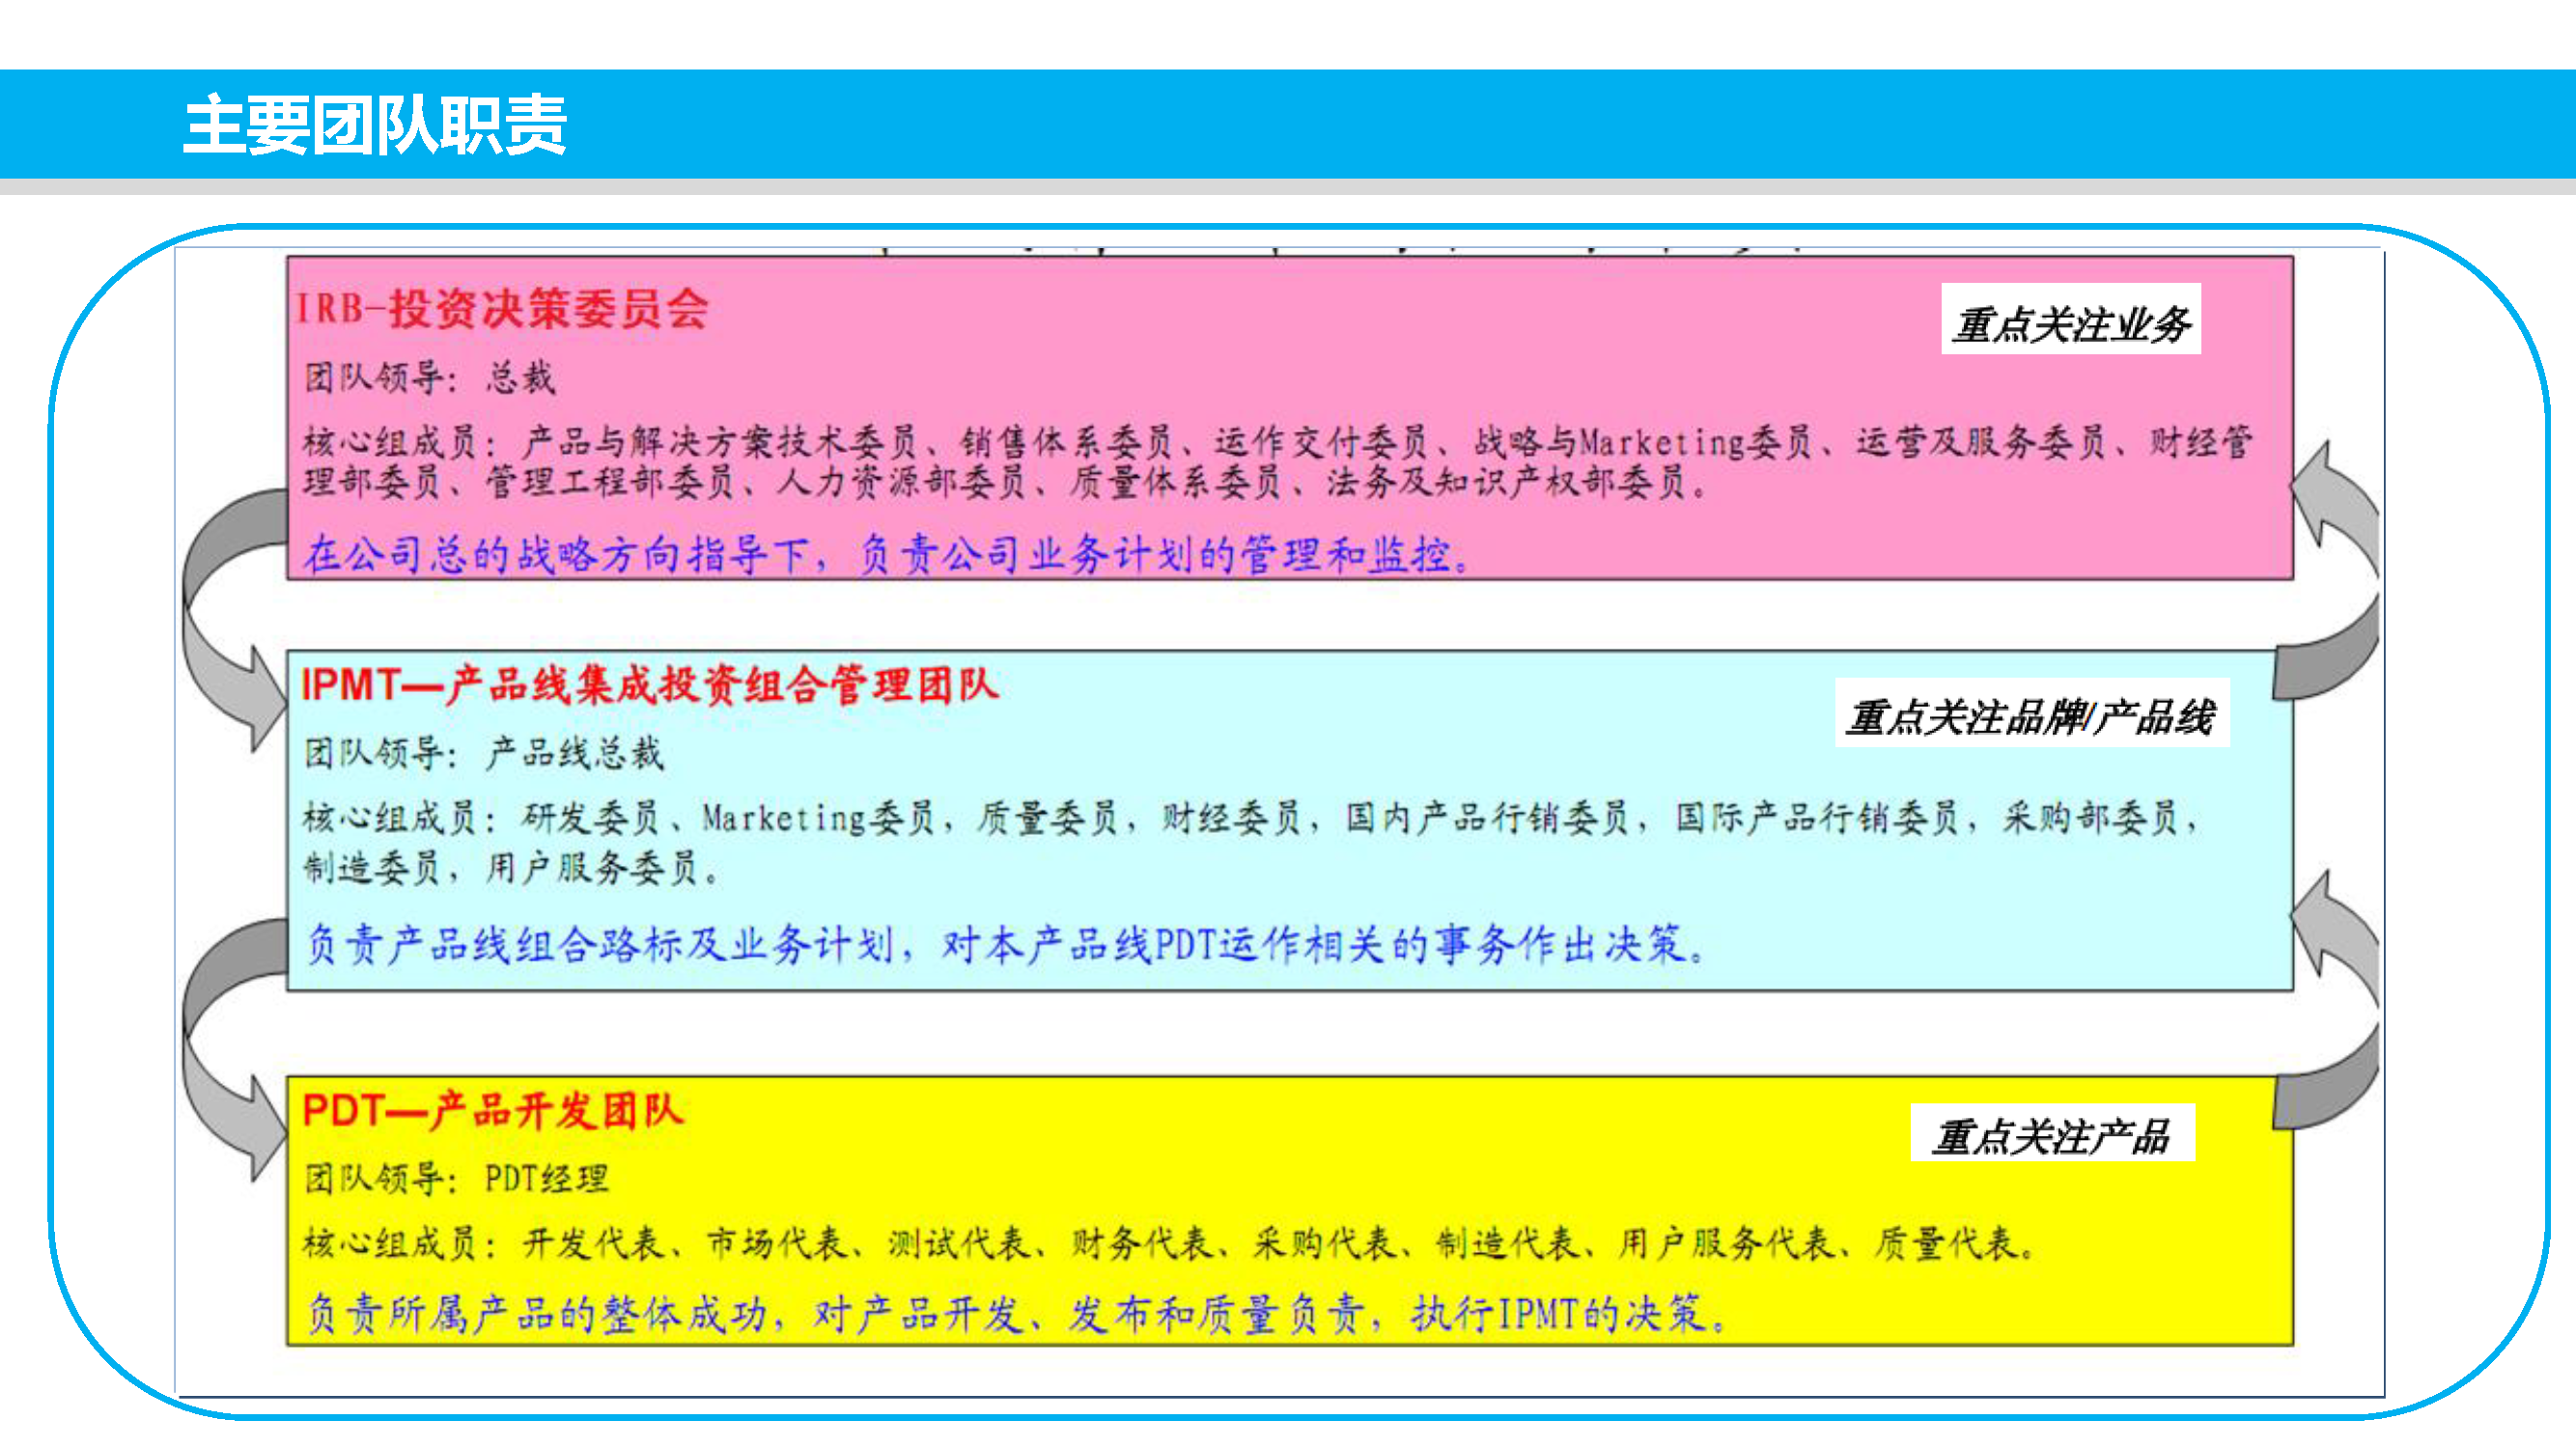 主要团队职责
IRB-投资决策委员会
重点关注业务
团队领导：总裁
核心组成员：产品与解决方案技术委员、销售体系委员、运作交付委员、战略与Marketing委员、运营及服务委员、财经管
理部委员、管理工程部委员、人力资源部委员、质量体系委员、法务及知识产权部委员。
在公司总的战略方向指导下，负责公司业务计划的管理和监控。
IPMT—产品线集成投资组合管理团队
重点关注品牌/产品线
团队领导：产品线总裁
核心组成员：研发委员、Marketing委员，质量委员，财经委员，国内产品行销委员，国际产品行销委员，采购部委员，
制造委员，用户服务委员。
负责产品线组合路标及业务计划，对本产品线PDT运作相关的事务作出决策。
PDT—产品开发团队
重点关注产品
团队领导：PDT经理
核心组成员：开发代表、市场代表、测试代表、财务代表、采购代表、制造代表、用户服务代表、质量代表。
负责所属产品的整体成功，对产品开发、发布和质量负责，执行IPMT的决策。